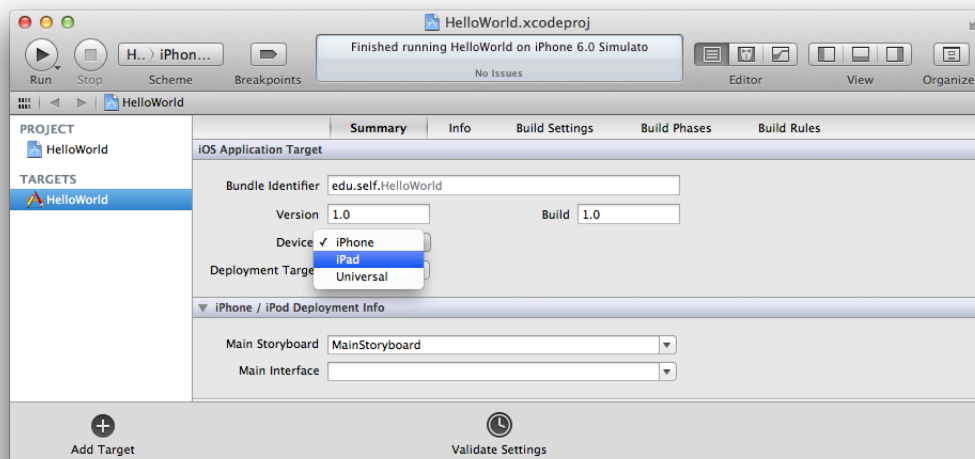 HelloWorld.xcodeproj
H.. › iPhon...
Finished running HelloWorld on iPhone 6.0 Simulato
No Issues
Run Stop Scheme Breakpoints Editor View Organize
HelloWorld
PROJECT
HelloWorld
TARGETS
HelloWorld
Summary Info Build Settings Build Phases Build Rules
iOS Application Target
Bundle Identifier edu.self.HelloWorld
Version 1.0 Build 1.0
Device ✓ iPhone
iPad
Deployment Targe
Universal
iPhone / iPod Deployment Info
Main Storyboard MainStoryboard
Main Interface
Add Target Validate Settings